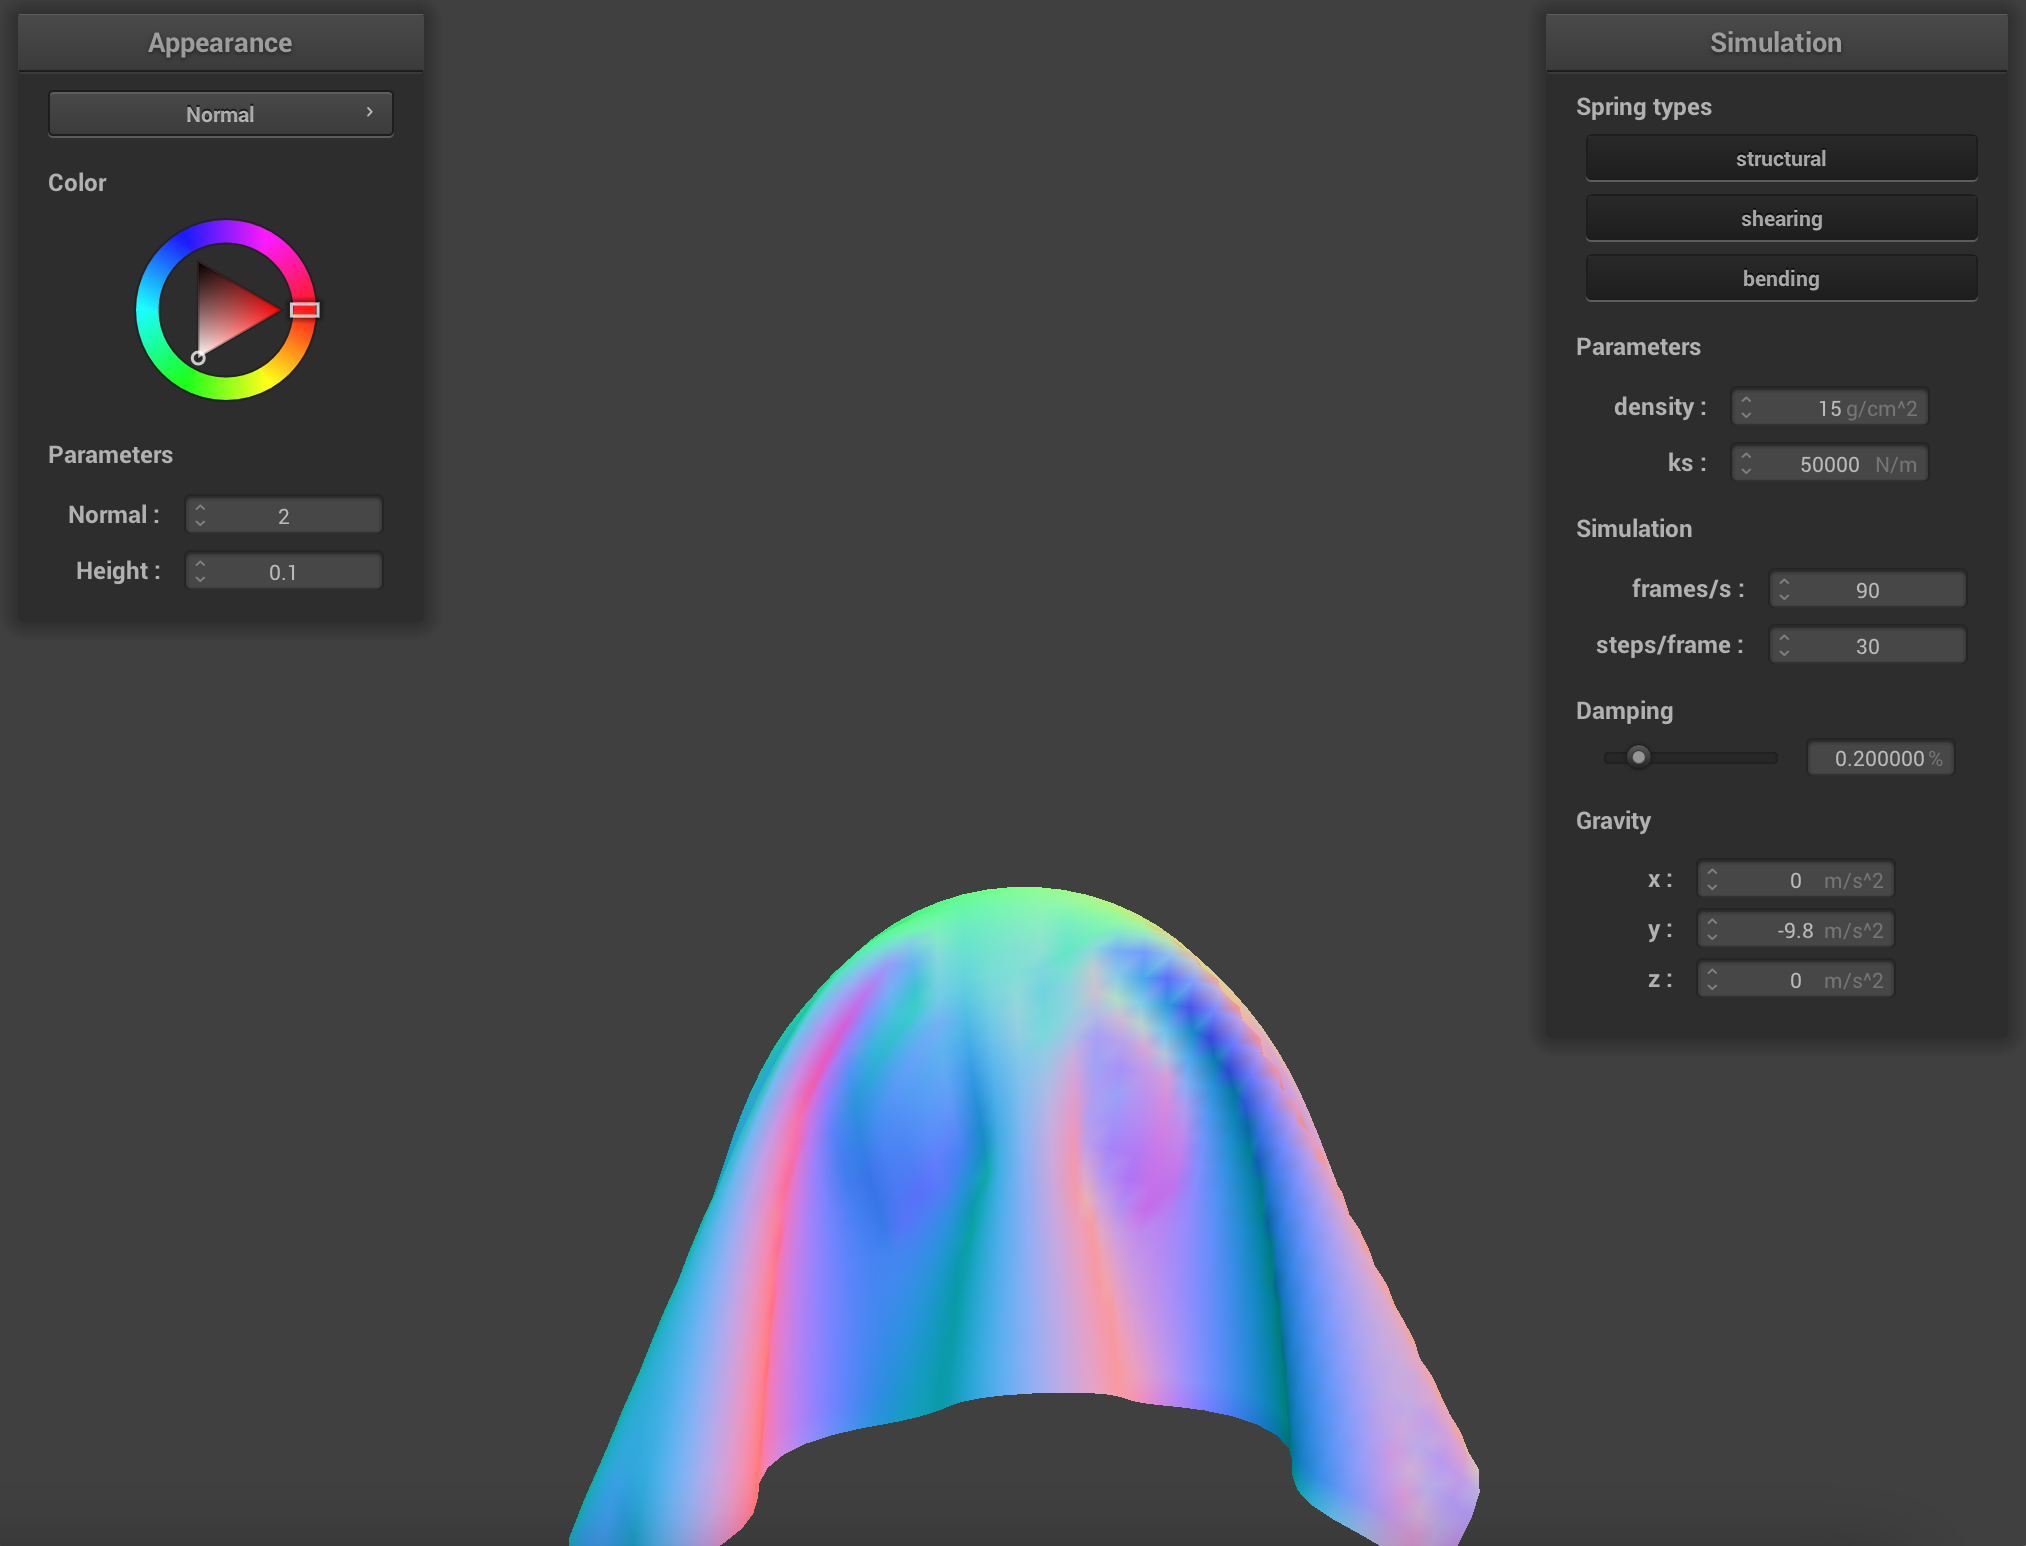 Appearance
Normal
Color
Parameters
Normal : 2
Height : 0.1
Simulation
Spring types
structural
shearing
bending
Parameters
density : 15 g/cm^2
ks : 50000 N/m
Simulation
frames/s : 90
steps/frame : 30
Damping
0.200000 %
Gravity
x : 0 m/s^2
y : -9.8 m/s^2
z : 0 m/s^2